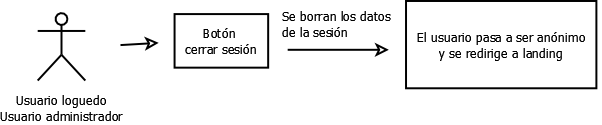 Usuario loguedo
Usuario administrador
Botón
cerrar sesión
Se borran los datos
de la sesión
El usuario pasa a ser anónimo
y se redirige a landing